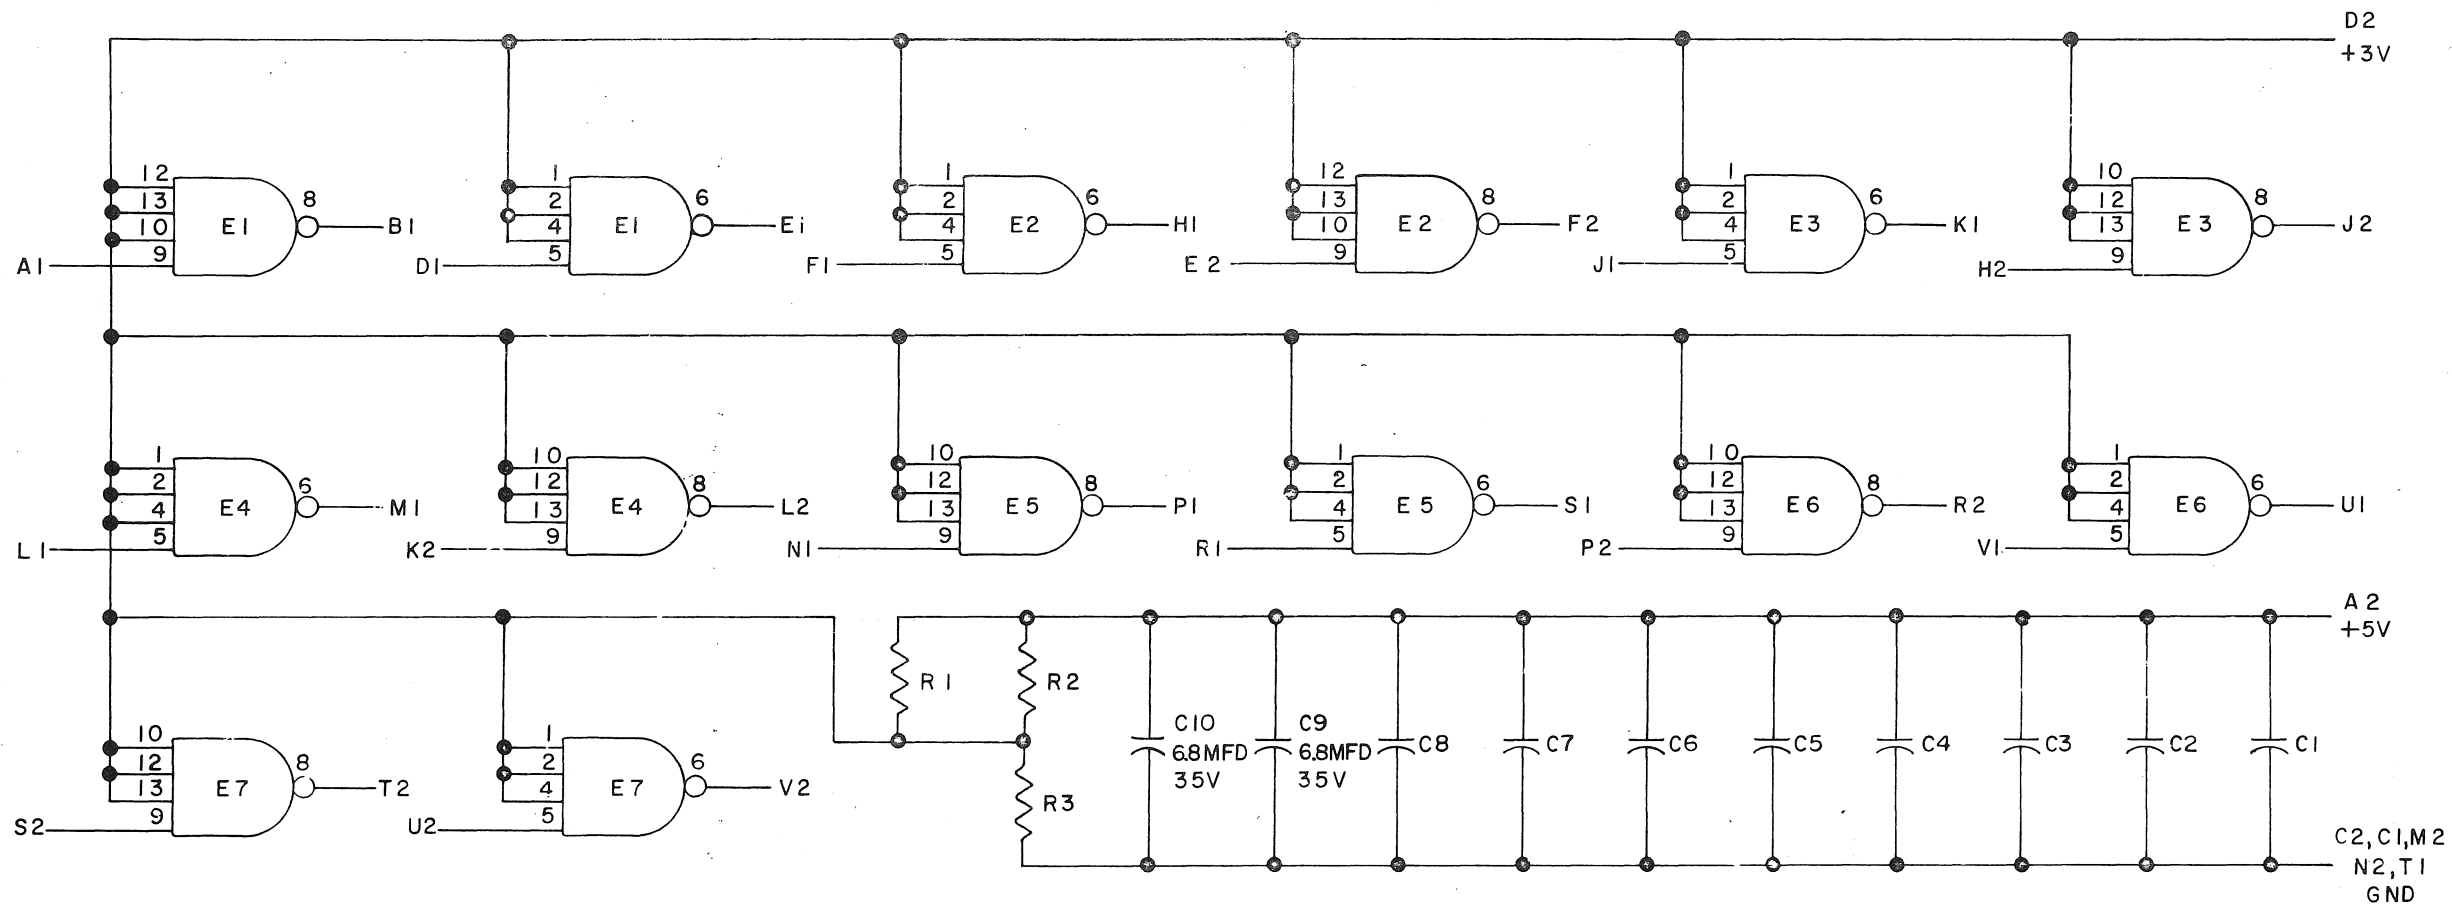 D2
+3V
12
13
10
9
E1
8
B1
A1
1
2
4
5
E1
6
Ei
D1
1
2
4
5
E2
6
H1
F1
12
13
10
9
E2
8
F2
E2
1
2
4
5
E3
6
K1
J1
10
12
13
9
E3
8
J2
H2
1
2
4
5
E4
6
M1
L1
10
12
13
9
E4
8
L2
K2
10
12
13
9
E5
8
P1
N1
1
2
4
5
E5
6
S1
R1
10
12
13
9
E6
8
R2
P2
1
2
4
5
E6
6
U1
V1
A2
+5V
10
12
13
9
E7
8
T2
S2
1
2
4
5
E7
6
V2
U2
R1
R2
R3
C10
6.8MFD
35V
C9
6.8MFD
35V
C8
C7
C6
C5
C4
C3
C2
C1
C2,C1,M2
N2,T1
GND